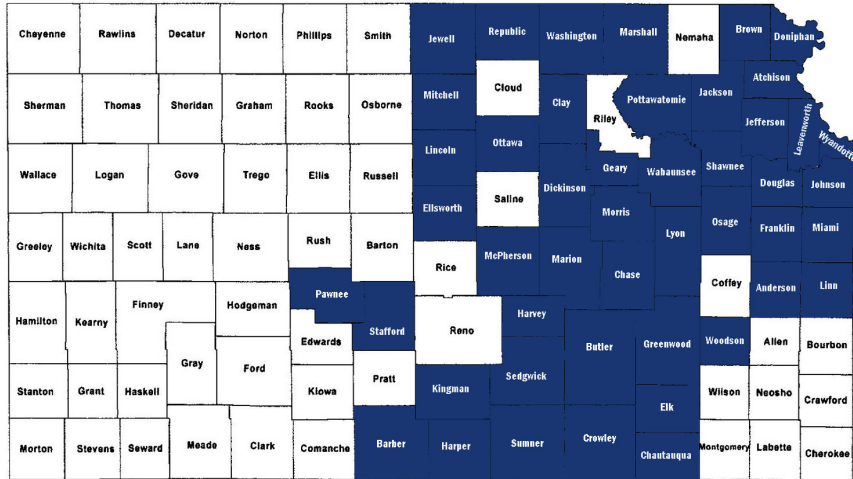 Cheyenne
Rawlins
Decatur
Norton
Phillips
Smith
Jewell
Republic
Washington
Marshall
Nemaha
Brown
Doniphan
Sherman
Thomas
Sheridan
Graham
Rooks
Osborne
Mitchell
Cloud
Clay
Riley
Pottawatomie
Jackson
Atchison
Jefferson
Leavenworth
Wyandotte
Wallace
Logan
Gove
Trego
Ellis
Russell
Lincoln
Ottawa
Ellsworth
Saline
Dickinson
Geary
Wabaunsee
Shawnee
Douglas
Johnson
Greeley
Wichita
Scott
Lane
Ness
Rush
Barton
Rice
McPherson
Marion
Morris
Chase
Lyon
Osage
Franklin
Miami
Hamilton
Kearny
Finney
Hodgeman
Pawnee
Stafford
Edwards
Reno
Harvey
Butler
Greenwood
Coffey
Anderson
Linn
Woodson
Allen
Bourbon
Stanton
Grant
Haskell
Gray
Ford
Kiowa
Pratt
Kingman
Sedgwick
Elk
Wilson
Neosho
Crawford
Morton
Stevens
Seward
Meade
Clark
Comanche
Barber
Harper
Sumner
Crowley
Chautauqua
Montgomery
Labette
Cherokee